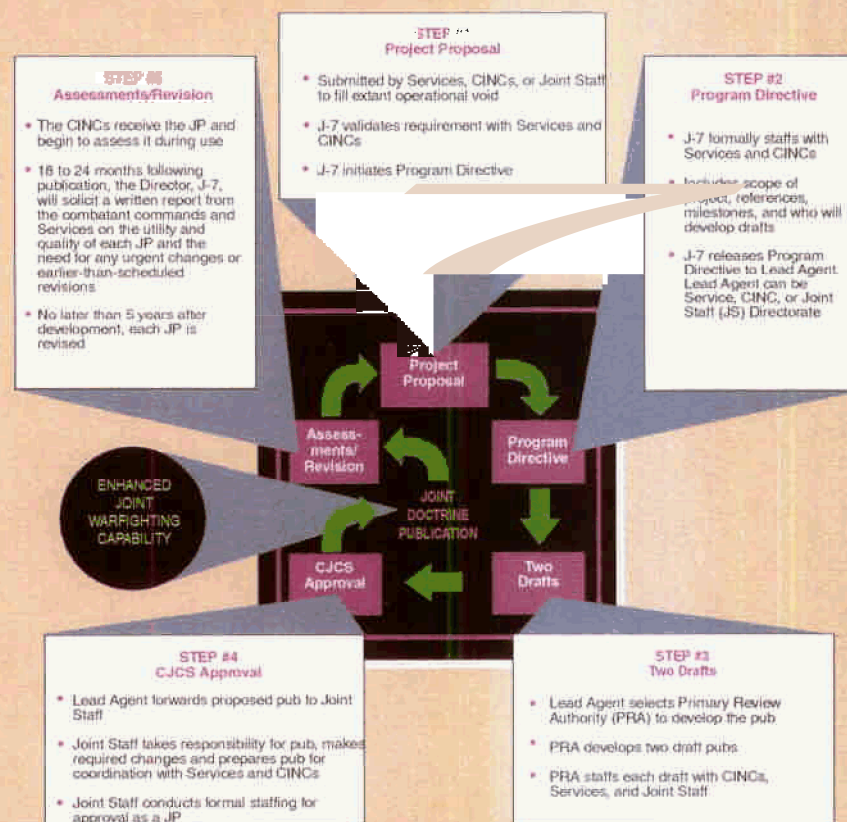 STEP
Project Proposal
• Submitted by Services, CINCs, or Joint Staff
to fill extant operational void
• J-7 validates requirement with Services and
CINCs
• J-7 initiates Program Directive
STEP #2
Program Directive
• J-7 formally staffs with
Services and CINCs
• Includes scope of
project, references,
milestones, and who will
develop drafts
• J-7 releases Program
Directive to Lead Agent.
Lead Agent can be
Service, CINC, or Joint
Staff (JS) Directorate
STEP #3
Two Drafts
• Lead Agent selects Primary Review
Authority (PRA) to develop the pub
• PRA develops two draft pubs
• PRA staffs each draft with CINCs,
Services, and Joint Staff
STEP #4
CJCS Approval
• Lead Agent forwards proposed pub to Joint
Staff
• Joint Staff takes responsibility for pub, makes
required changes and prepares pub for
coordination with Services and CINCs
• Joint Staff conducts formal staffing for
approval as a JP
STEP
Assessments/Revision
• The CINCs receive the JP and
begin to assess it during use
• 18 to 24 months following
publication, the Director, J-7,
will solicit a written report from
the combatant commands and
Services on the utility and
quality of each JP and the
need for any urgent changes or
earlier-than-scheduled
revisions
• No later than 5 years after
development, each JP is
revised
Project
Proposal
Program
Directive
Two
Drafts
CJCS
Approval
Assess-
ments/
Revision
JOINT
DOCTRINE
PUBLICATION
ENHANCED
JOINT
WARFIGHTING
CAPABILITY